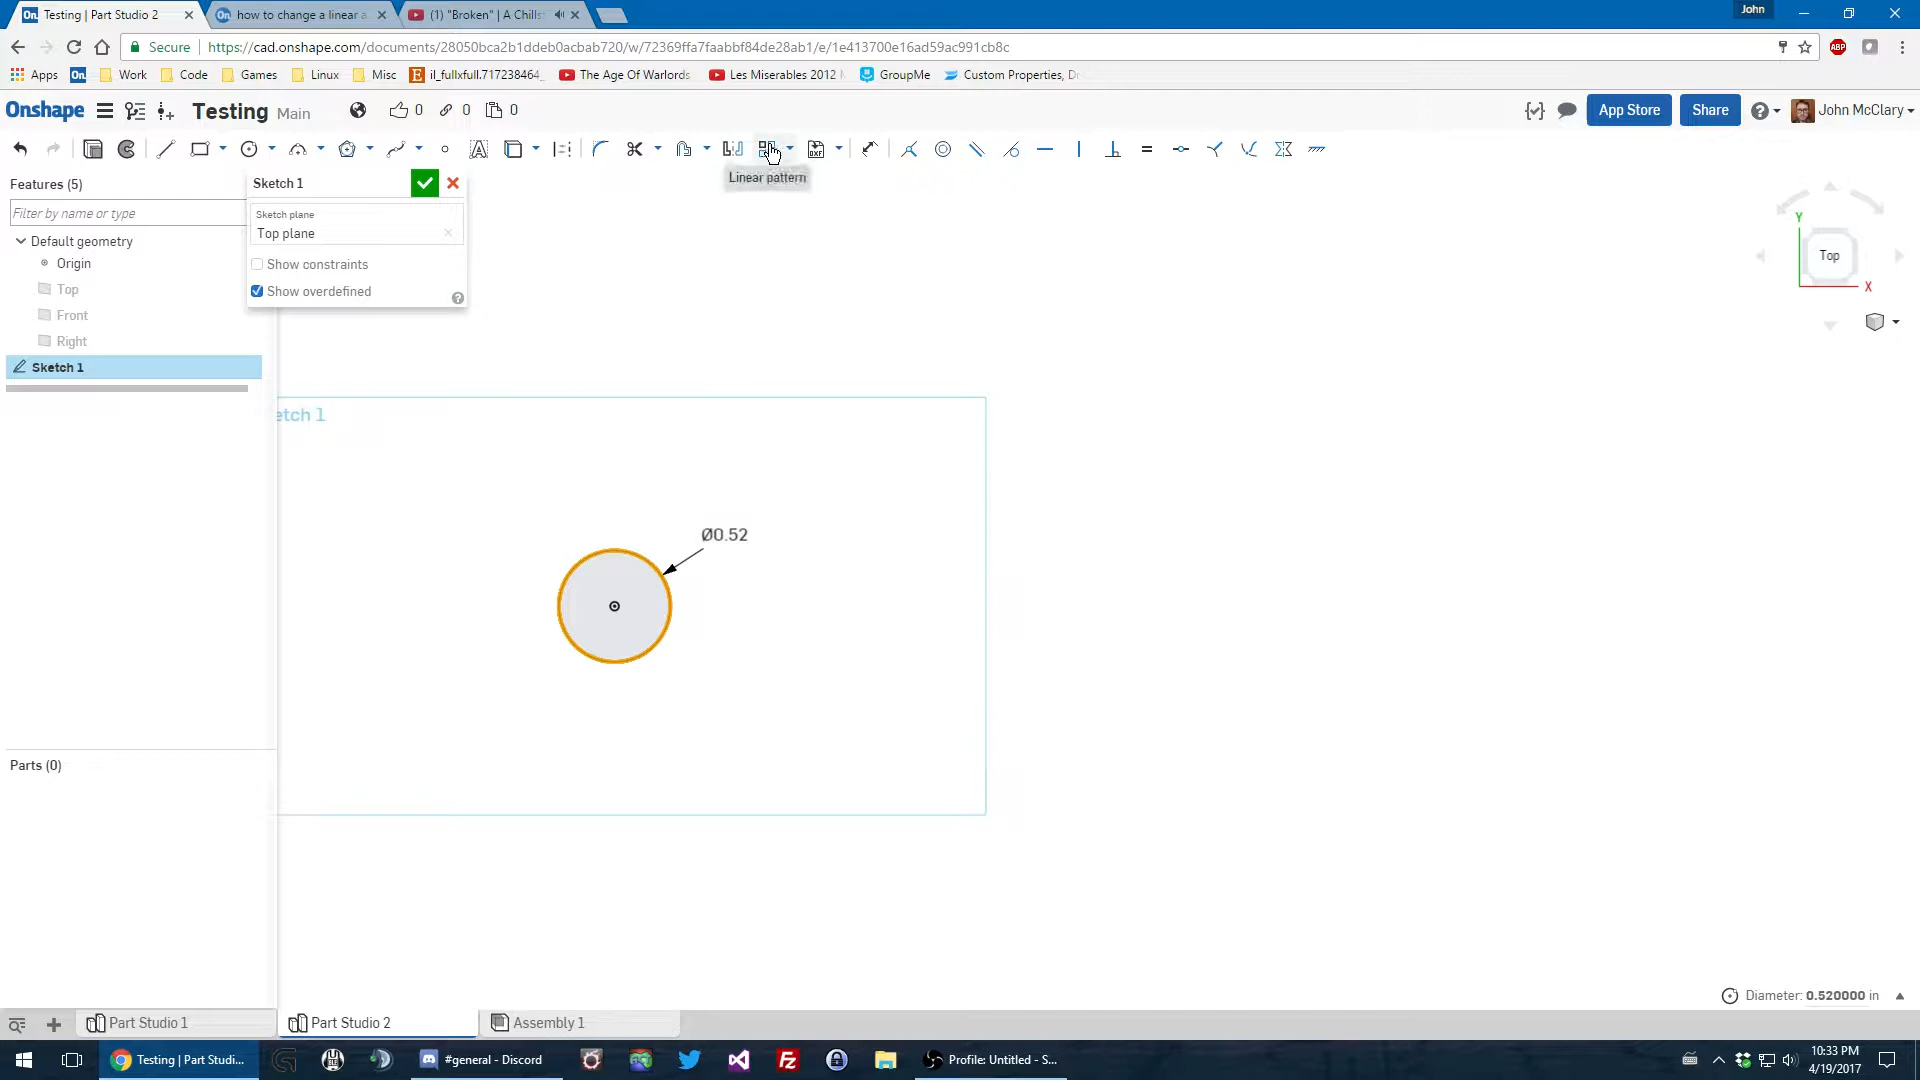 John
Testing | Part Studio 2
how to change a linear a
(1) "Broken" | A Chills
Secure
https://cad.onshape.com/documents/28050bca2b1ddeb0acbab720/w/72369ffa7faabbf84de28ab1/e/1e413700e16ad59ac991cb8c
ABP
Apps
On
Work
Code
Games
Linux
Misc
il_fullxfull.717238464_
The Age Of Warlords
Les Miserables 2012
GroupMe
Custom Properties, D
Onshape
Testing Main
0
0
0
App Store
Share
John McClary
Linear pattern
Features (5)
Filter by name or type
Default geometry
Origin
Top
Front
Right
Sketch 1
Sketch 1
Sketch plane
Top plane
Show constraints
Show overdefined
etch 1
Ø0.52
Y
Top
X
Parts (0)
Diameter: 0.520000 in
Part Studio 1
Part Studio 2
Assembly 1
Testing | Part Studi...
#general - Discord
Profile: Untitled - S...
10:33 PM
4/19/2017